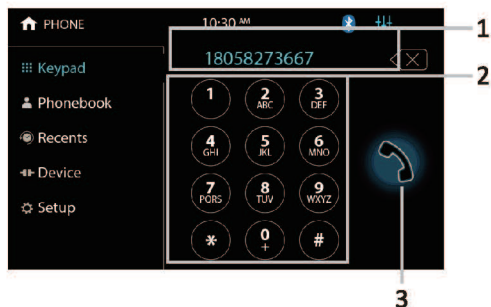 PHONE 10:30 AM
1
18058273667
2
Keypad
Phonebook
Recents
Device
Setup
1 2 ABC 3 DEF
4 GHI 5 JKL 6 MNO
7 PQRS 8 TUV 9 WXYZ
* 0 + #
3